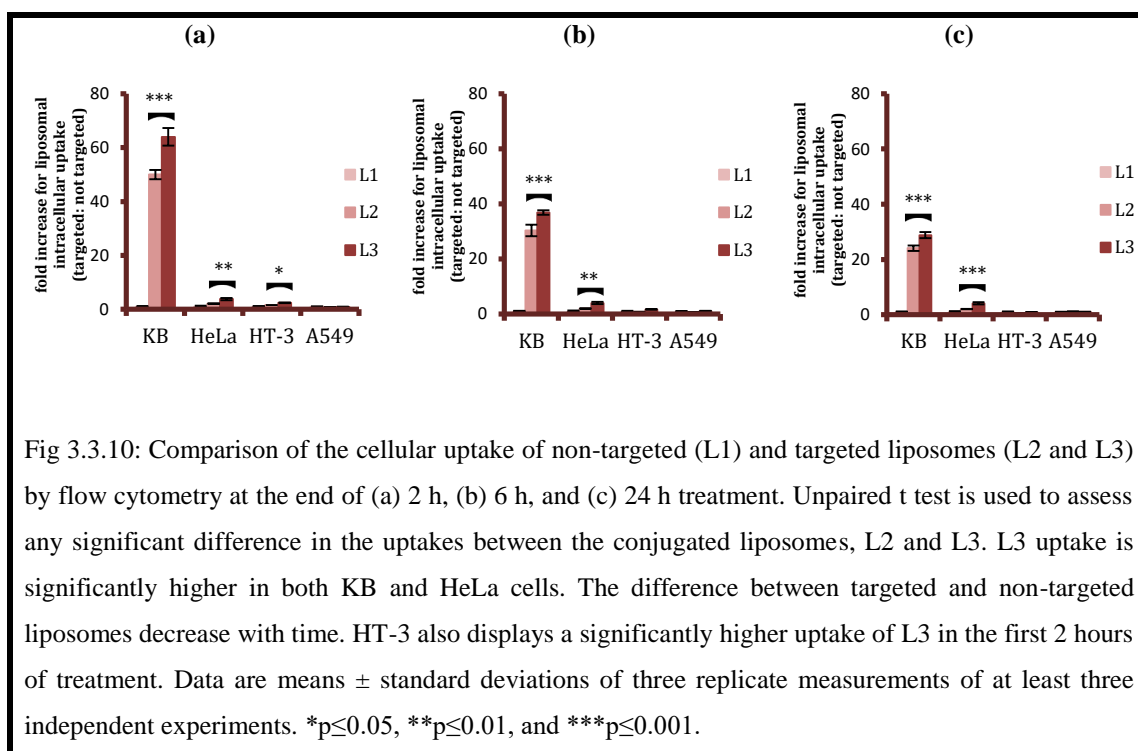 (a)
(b)
(c)
fold increase for liposomal
intracellular uptake
(targeted: not targeted)
80
60
40
20
0
***
**
*
KB HeLa HT-3 A549
L1
L2
L3
fold increase for liposomal
intracellular uptake
(targeted: not targeted)
80
60
40
20
0
***
**
KB HeLa HT-3 A549
L1
L2
L3
fold increase for liposomal
intracellular uptake
(targeted: not targeted)
80
60
40
20
0
***
***
KB HeLa HT-3 A549
L1
L2
L3
Fig 3.3.10: Comparison of the cellular uptake of non-targeted (L1) and targeted liposomes (L2 and L3)
by flow cytometry at the end of (a) 2 h, (b) 6 h, and (c) 24 h treatment. Unpaired t test is used to assess
any significant difference in the uptakes between the conjugated liposomes, L2 and L3. L3 uptake is
significantly higher in both KB and HeLa cells. The difference between targeted and non-targeted
liposomes decrease with time. HT-3 also displays a significantly higher uptake of L3 in the first 2 hours
of treatment. Data are means ± standard deviations of three replicate measurements of at least three
independent experiments. *p≤0.05, **p≤0.01, and ***p≤0.001.